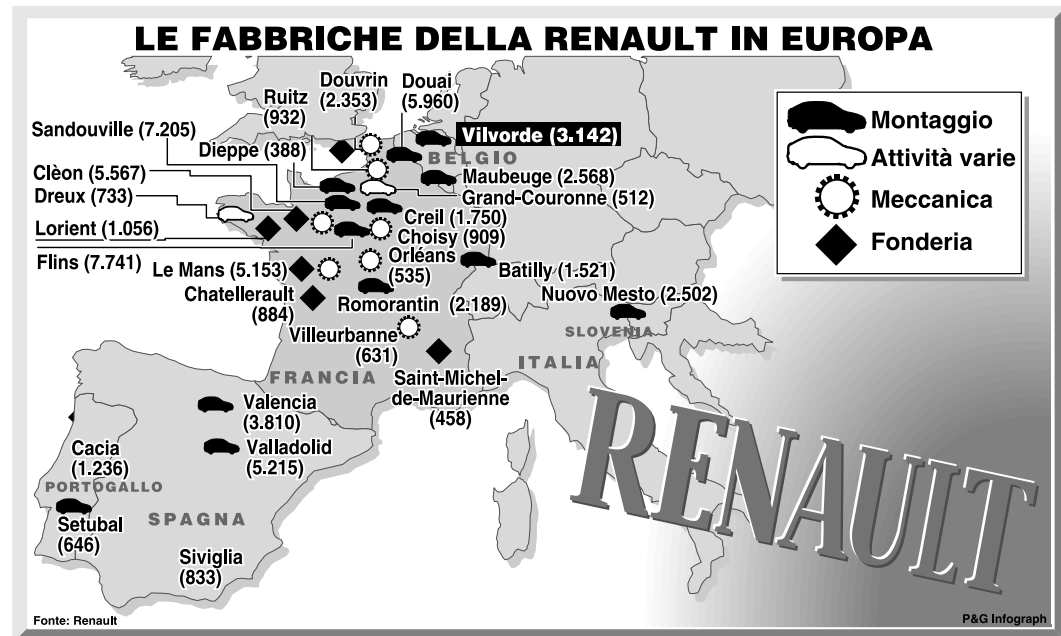 LE FABBRICHE DELLA RENAULT IN EUROPA
Douvrin
(2.353)
Douai
(5.960)
Ruitz
(932)
Sandouville (7.205)
Dieppe (388)
Vilvorde (3.142)
BELGIO
Clèon (5.567)
Maubeuge (2.568)
Dreux (733)
Grand-Couronne (512)
Lorient (1.056)
Creil (1.750)
Choisy (909)
Flins (7.741)
Le Mans (5.153)
Orléans
(535)
Batilly (1.521)
Chatellerault
(884)
Romorantin (2.189)
Nuovo Mesto (2.502)
Villeurbanne
(631)
SLOVENIA
ITALIA
FRANCIA
Saint-Michel-
de-Maurienne
(458)
Valencia
(3.810)
Valladolid
(5.215)
Cacia
(1.236)
PORTOGALLO
Setubal
(646)
SPAGNA
Siviglia
(833)
Montaggio
Attività varie
Meccanica
Fonderia
RENAULT
Fonte: Renault
P&G Infograph